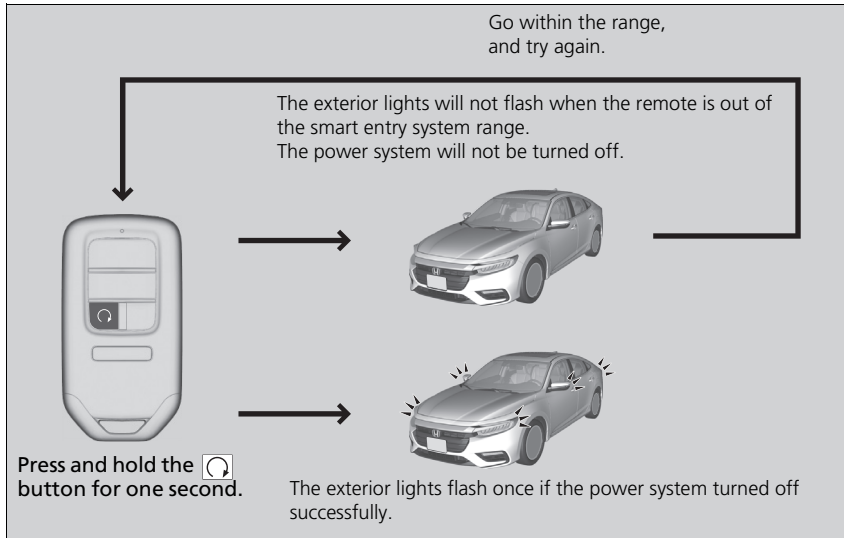 Go within the range,
and try again.
The exterior lights will not flash when the remote is out of
the smart entry system range.
The power system will not be turned off.
Press and hold the
button for one second.
The exterior lights flash once if the power system turned off
successfully.